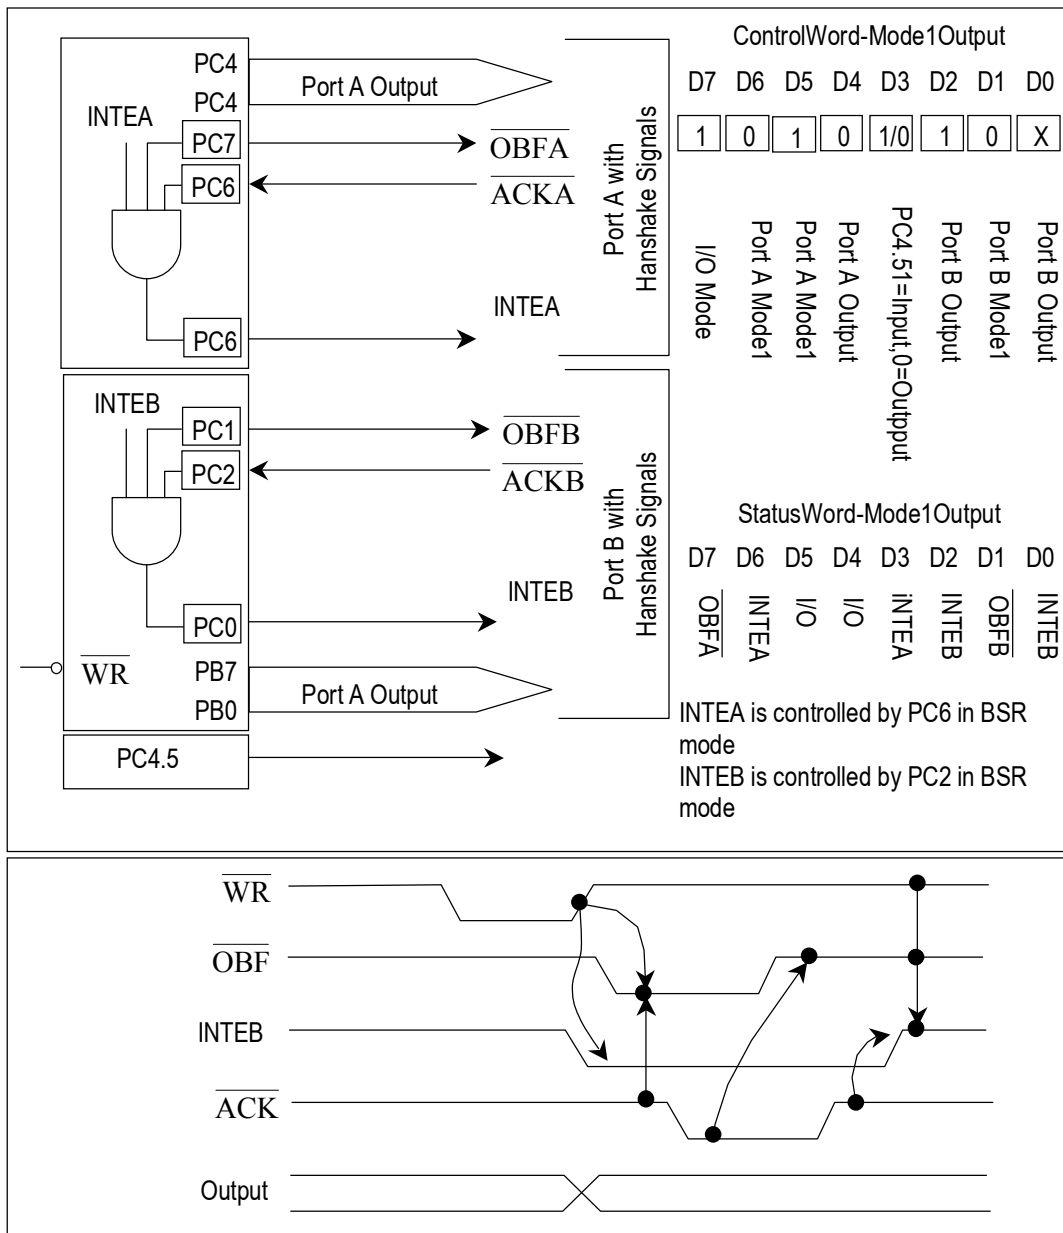 PC4
PC4
INTEA
PC7
PC6
PC6
Port A Output
OBFA
ACKA
INTEA
Port A with
Hanshake Signals
INTEB
PC1
PC2
PC0
WR
PB7
PB0
Port A Output
OBFB
ACKB
INTEB
Port B with
Hanshake Signals
PC4.5
ControlWord-Mode1Output
D7 D6 D5 D4 D3 D2 D1 D0
1 0 1 0 1/0 1 0 X
I/O Mode
Port A Mode1
Port A Mode1
Port A Output
PC4.51=Input,0=Outpput
Port B Output
Port B Mode1
Port B Output
StatusWord-Mode1Output
D7 D6 D5 D4 D3 D2 D1 D0
OBFA
INTEA
I/O
I/O
iNTEA
INTEB
OBFB
INTEB
INTEA is controlled by PC6 in BSR
mode
INTEB is controlled by PC2 in BSR
mode
WR
OBF
INTEB
ACK
Output